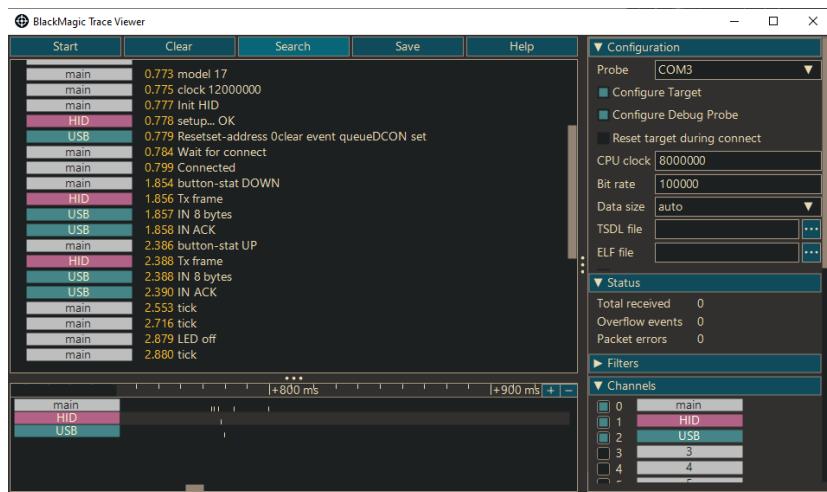 BlackMagic Trace Viewer
Start Clear Search Save Help
main 0.773 model 17
main 0.775 clock 12000000
main 0.777 Init HID
HID 0.778 setup... OK
USB 0.779 Resetset-address 0clear event queueDCON set
main 0.784 Wait for connect
main 0.799 Connected
main 1.854 button-stat DOWN
HID 1.856 Tx frame
USB 1.857 IN 8 bytes
USB 1.858 IN ACK
main 2.386 button-stat UP
HID 2.388 Tx frame
USB 2.388 IN 8 bytes
USB 2.390 IN ACK
main 2.553 tick
main 2.716 tick
main 2.879 LED off
main 2.880 tick
+800 ms +900 ms + −
main
HID
USB
▼ Configuration
Probe COM3 ▼
Configure Target
Configure Debug Probe
Reset target during connect
CPU clock 8000000
Bit rate 100000
Data size auto ▼
TSDL file ...
ELF file ...
▼ Status
Total received 0
Overflow events 0
Packet errors 0
▶ Filters
▼ Channels
0 main
1 HID
2 USB
3 3
4 4